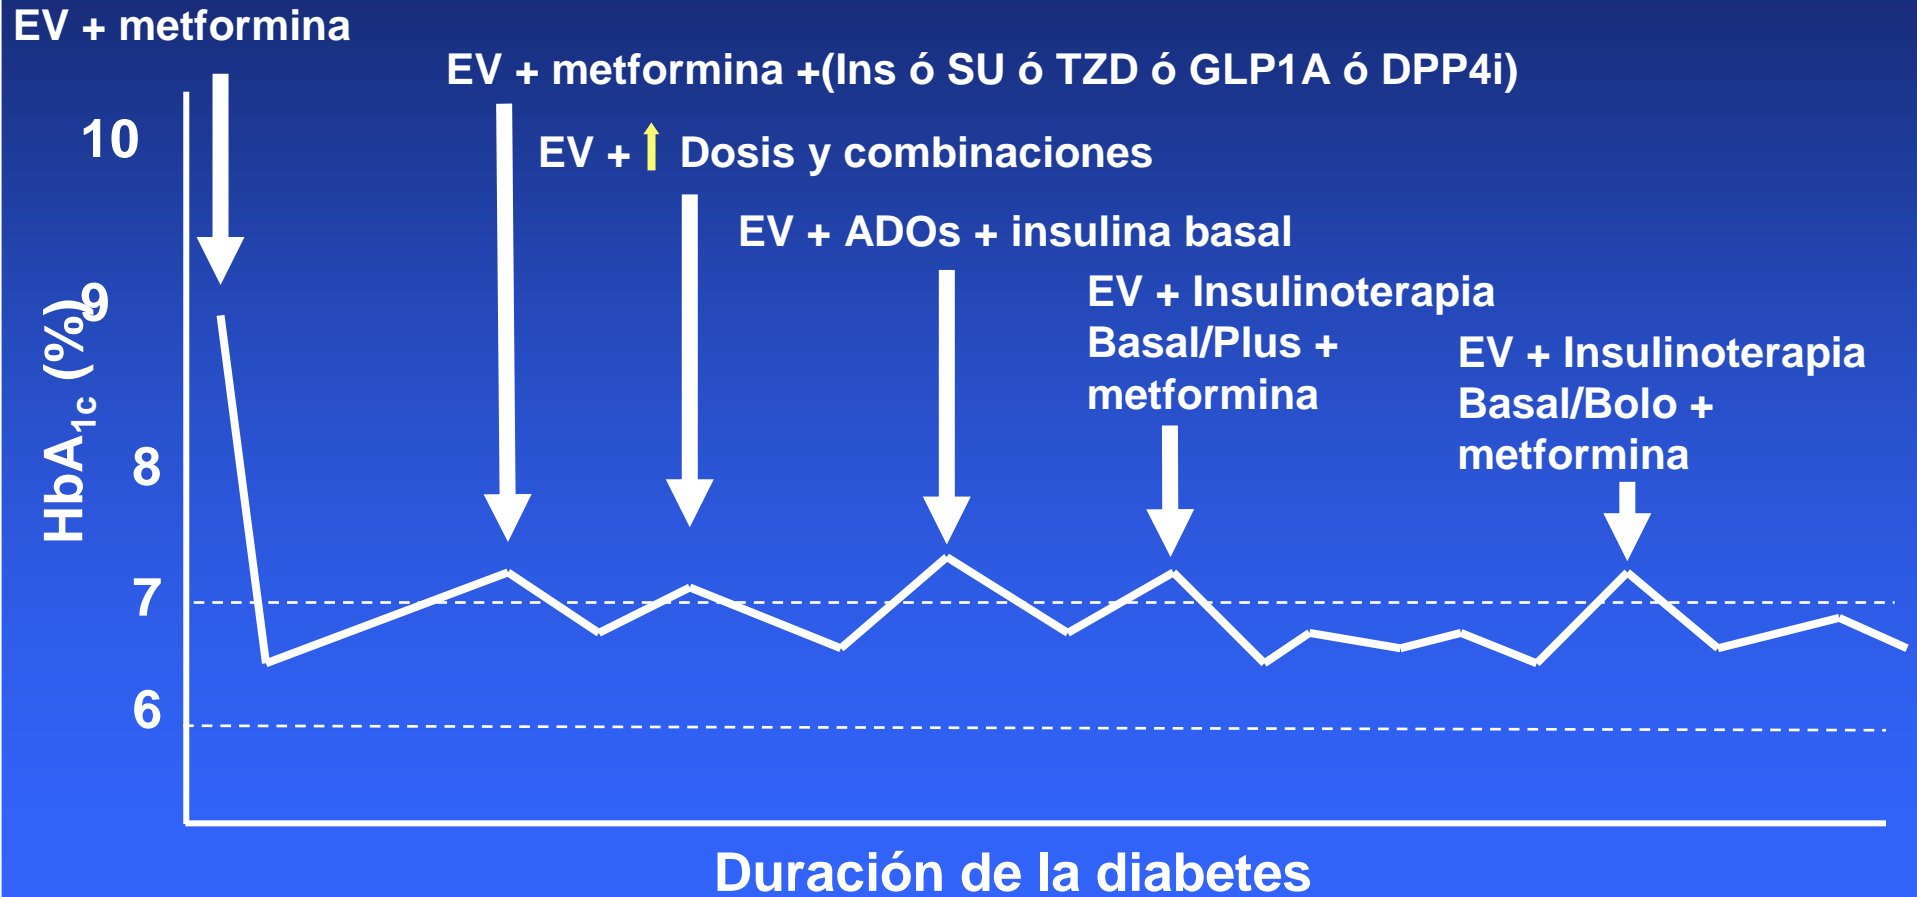 EV + metformina
EV + metformina +(Ins ó SU ó TZD ó GLP1A ó DPP4i)
10
EV + Dosis y combinaciones
EV + ADOs + insulina basal
EV + Insulinoterapia
Basal/Plus +
metformina
9
EV + Insulinoterapia
Basal/Bolo +
metformina
HbA1c (%)
8
7
6
Duración de la diabetes